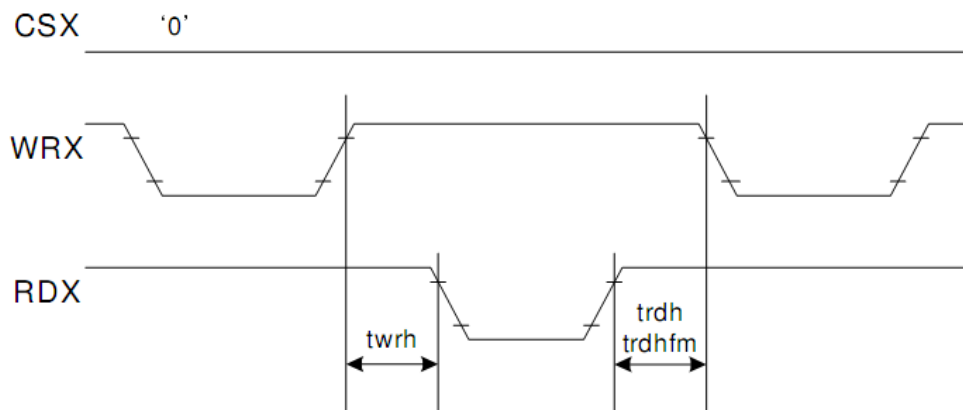 CSX ‘0’
WRX
RDX
twrh
trdh
trdhfm